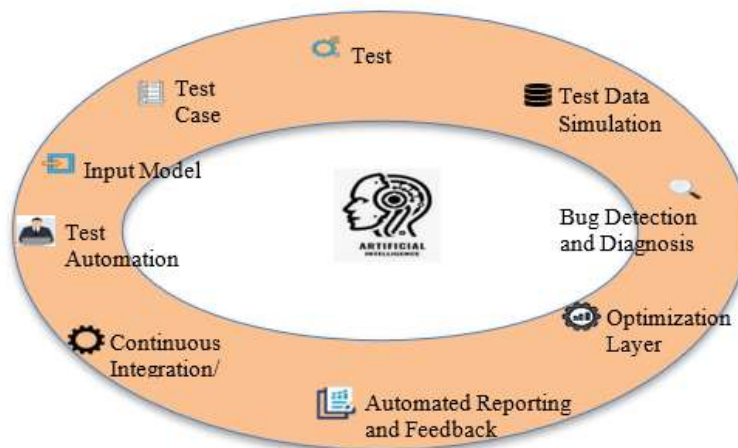 Test
Test
Case
Test Data
Simulation
Input Model
ARTIFICIAL
INTELLIGENCE
Bug Detection
and Diagnosis
Test
Automation
Optimization
Layer
Continuous
Integration/
Automated Reporting
and Feedback